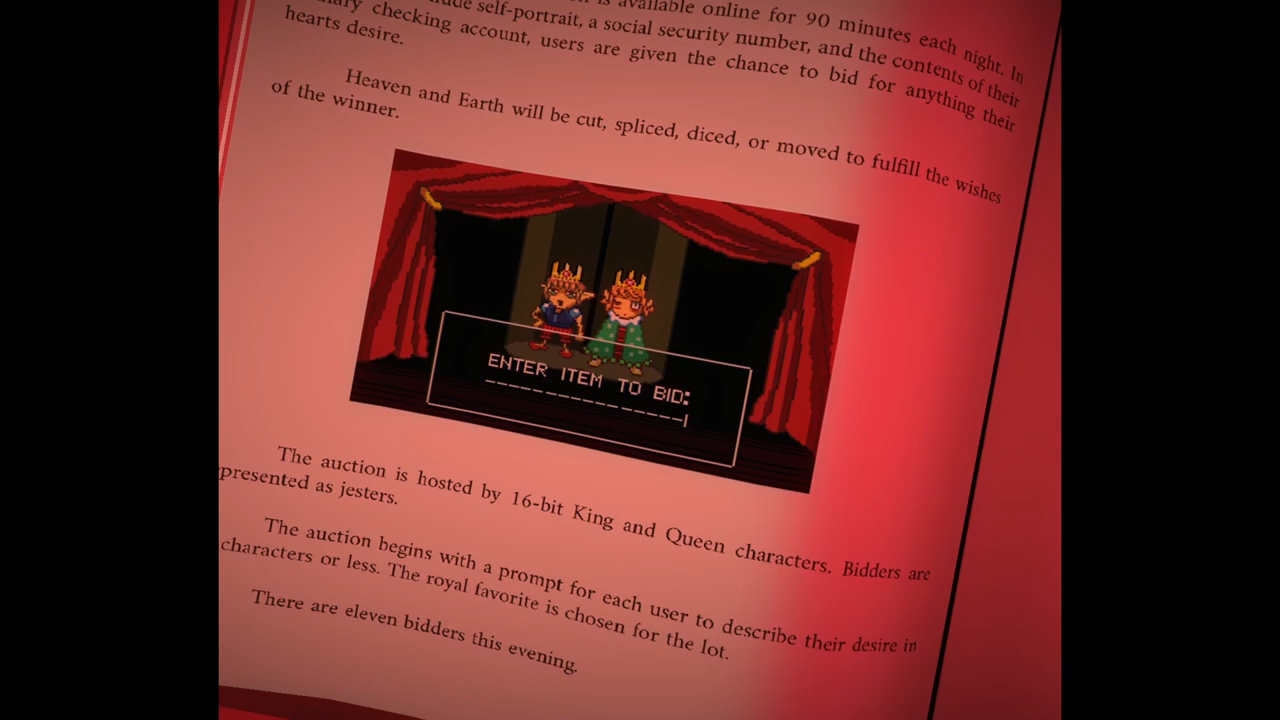 is available online for 90 minutes each night. In
self-portrait, a social security number, and the contents of their
checking account, users are given the chance to bid for anything their
hearts desire.
Heaven and Earth will be cut, spliced, diced, or moved to fulfill the wishes
of the winner.
ENTER ITEM TO BID:
The auction is hosted by 16-bit King and Queen characters. Bidders are
presented as jesters.
The auction begins with a prompt for each user to describe their desire in
characters or less. The royal favorite is chosen for the lot.
There are eleven bidders this evening.